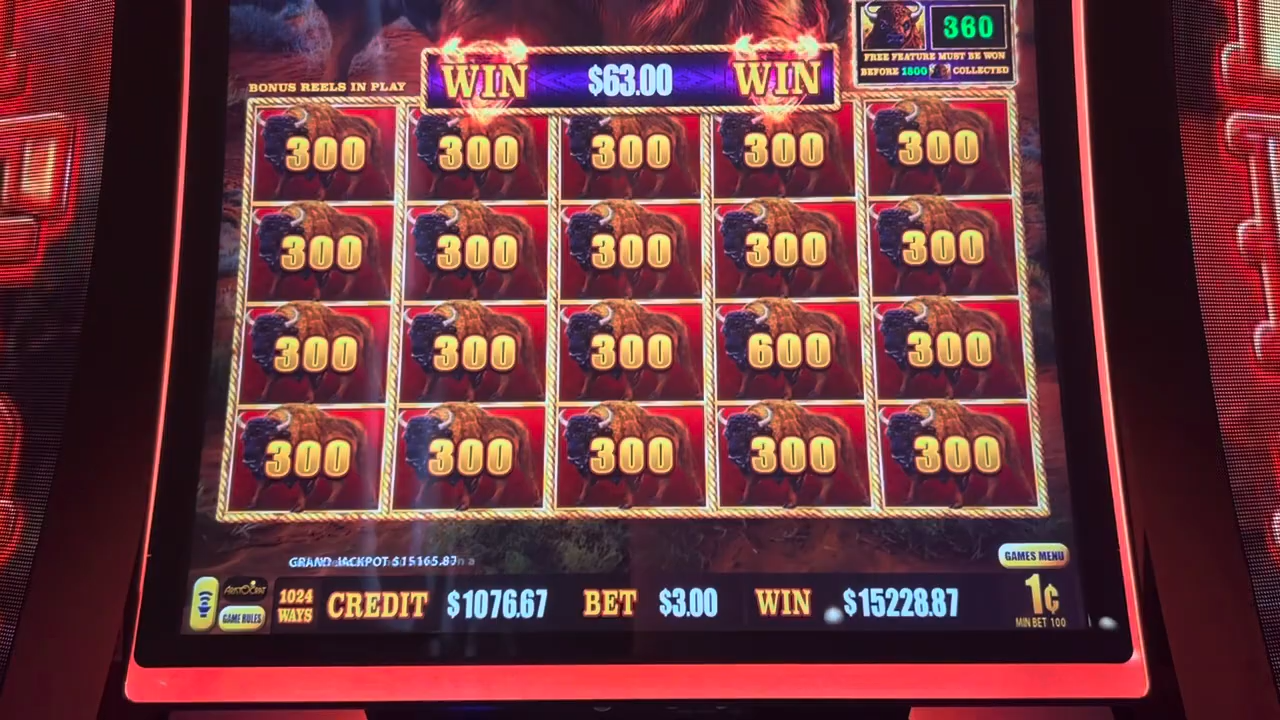 360
FREE FEATURE MUST BE WON
BEFORE 1800 COLLECTED
WIN $63.00 WIN
BONUS REELS IN PLAY
300 300 300 300 300
300 300 300 300 300
300 300 300 600 300
300 300 300 300 300
GRAND JACKPOT $15165.87
GAMES MENU
ARISTOCRAT
GAME RULES
1024 WAYS
CREDIT $1076.67 BET $3.00 WIN $15228.87
1¢
MIN BET 100